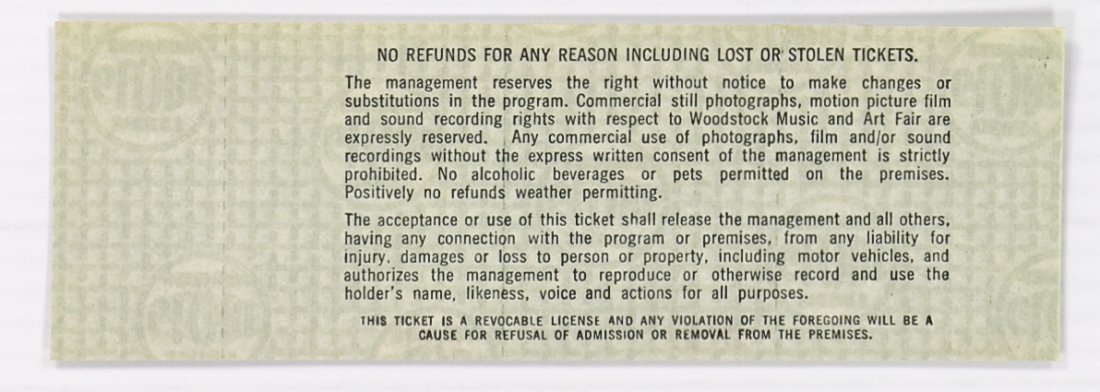 NO REFUNDS FOR ANY REASON INCLUDING LOST OR STOLEN TICKETS.
The management reserves the right without notice to make changes or
substitutions in the program. Commercial still photographs, motion picture film
and sound recording rights with respect to Woodstock Music and Art Fair are
expressly reserved. Any commercial use of photographs, film and/or sound
recordings without the express written consent of the management is strictly
prohibited. No alcoholic beverages or pets permitted on the premises.
Positively no refunds weather permitting.
The acceptance or use of this ticket shall release the management and all others,
having any connection with the program or premises, from any liability for
injury, damages or loss to person or property, including motor vehicles, and
authorizes the management to reproduce or otherwise record and use the
holder's name, likeness, voice and actions for all purposes.
THIS TICKET IS A REVOCABLE LICENSE AND ANY VIOLATION OF THE FOREGOING WILL BE A
CAUSE FOR REFUSAL OF ADMISSION OR REMOVAL FROM THE PREMISES.